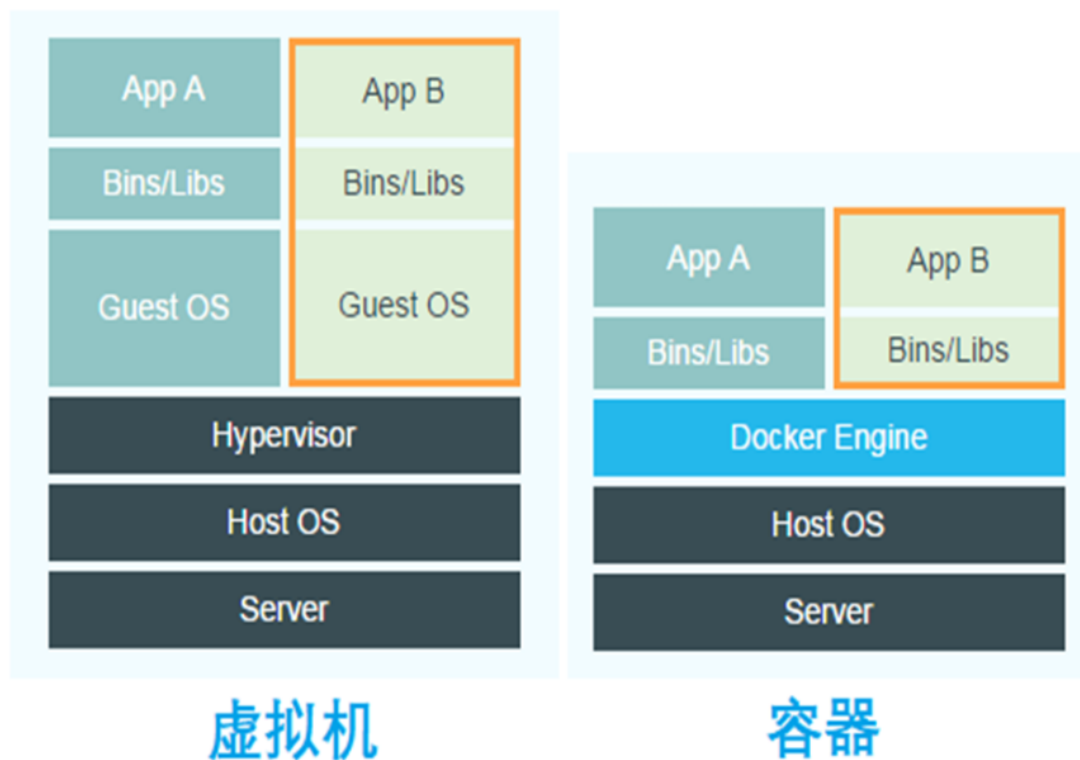 App A
App B
Bins/Libs
Bins/Libs
Guest OS
Guest OS
Hypervisor
Host OS
Server
虚拟机
App A
App B
Bins/Libs
Bins/Libs
Docker Engine
Host OS
Server
容器